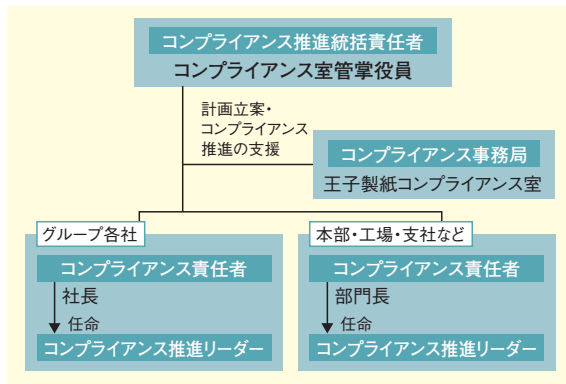 コンプライアンス推進統括責任者
コンプライアンス室管掌役員
計画立案・
コンプライアンス
推進の支援
コンプライアンス事務局
王子製紙コンプライアンス室
グループ各社
コンプライアンス責任者
社長
任命
コンプライアンス推進リーダー
本部・工場・支社など
コンプライアンス責任者
部門長
任命
コンプライアンス推進リーダー